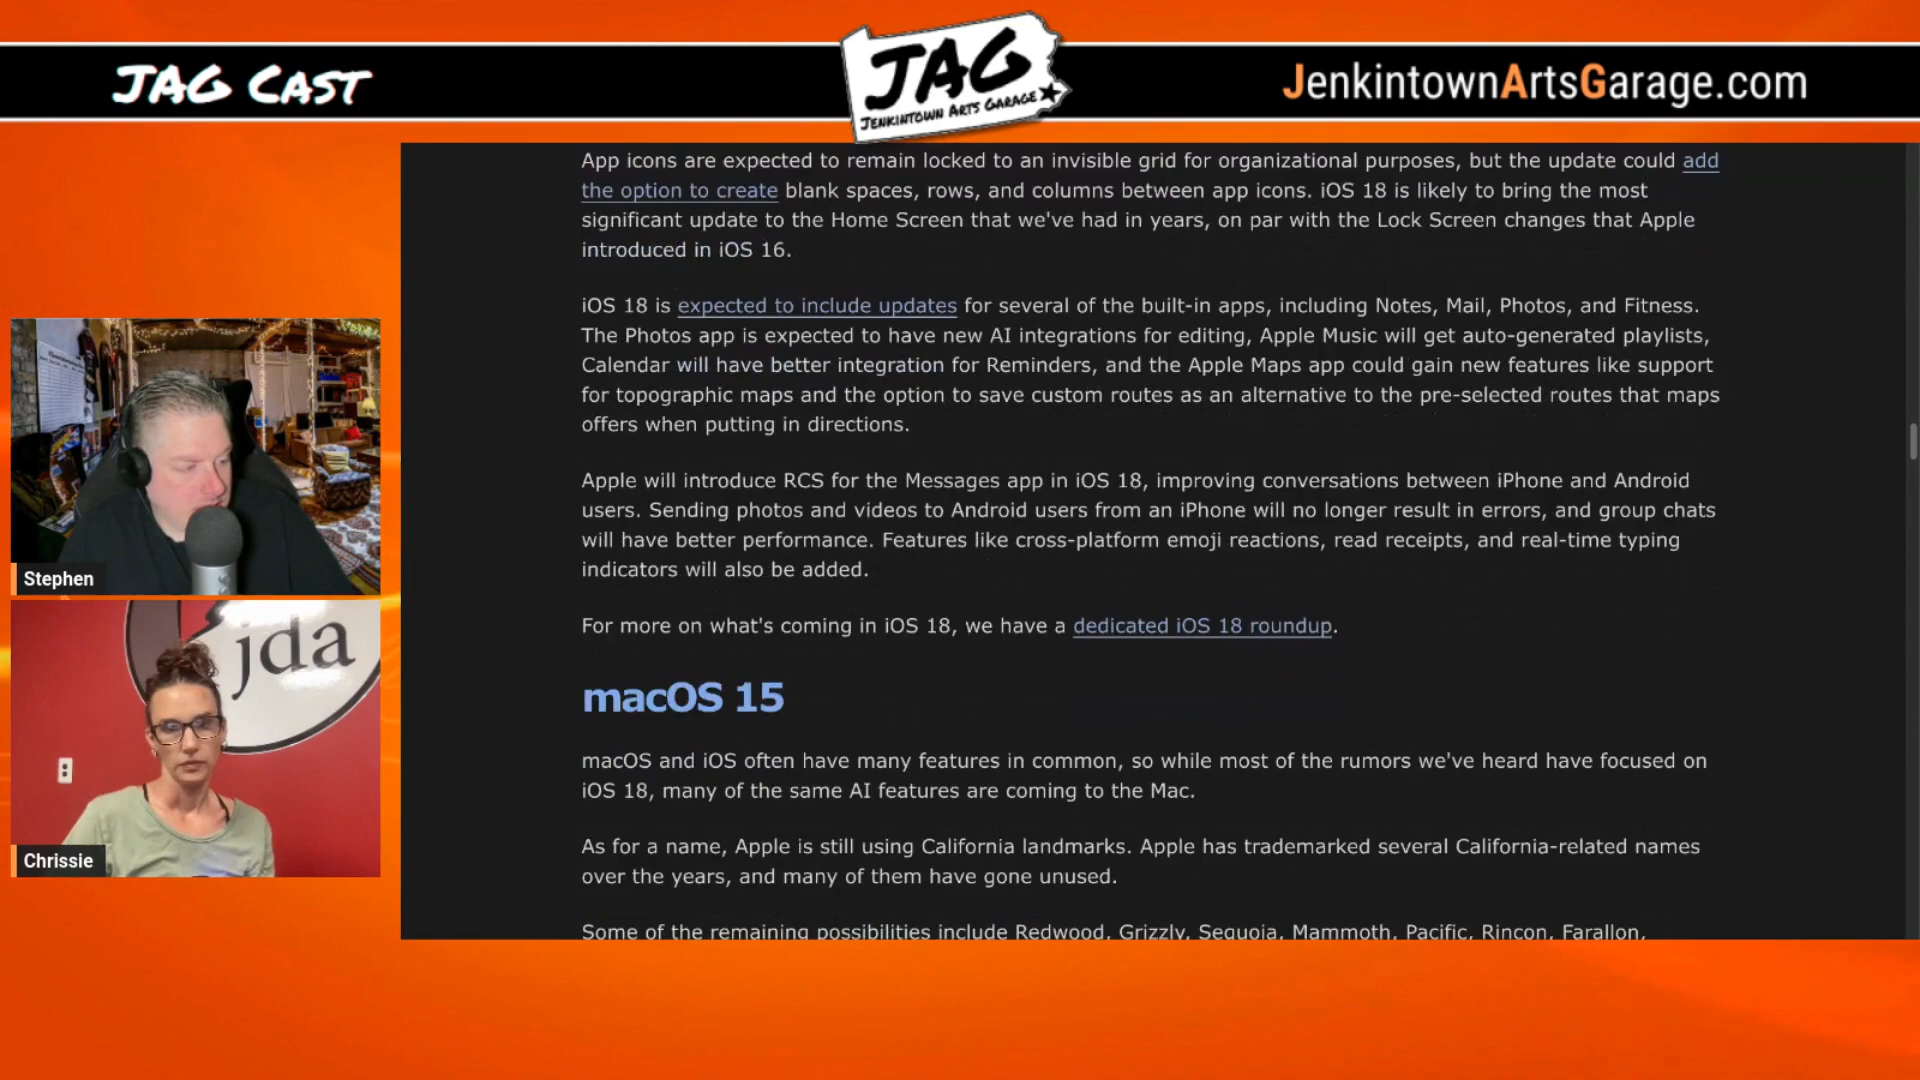 JAG CAST
JAG
JENKINTOWN ARTS GARAGE
JenkintownArtsGarage.com
App icons are expected to remain locked to an invisible grid for organizational purposes, but the update could add
the option to create blank spaces, rows, and columns between app icons. iOS 18 is likely to bring the most
significant update to the Home Screen that we've had in years, on par with the Lock Screen changes that Apple
introduced in iOS 16.
iOS 18 is expected to include updates for several of the built-in apps, including Notes, Mail, Photos, and Fitness.
The Photos app is expected to have new AI integrations for editing, Apple Music will get auto-generated playlists,
Calendar will have better integration for Reminders, and the Apple Maps app could gain new features like support
for topographic maps and the option to save custom routes as an alternative to the pre-selected routes that maps
offers when putting in directions.
Apple will introduce RCS for the Messages app in iOS 18, improving conversations between iPhone and Android
users. Sending photos and videos to Android users from an iPhone will no longer result in errors, and group chats
will have better performance. Features like cross-platform emoji reactions, read receipts, and real-time typing
indicators will also be added.
For more on what's coming in iOS 18, we have a dedicated iOS 18 roundup.
macOS 15
macOS and iOS often have many features in common, so while most of the rumors we've heard have focused on
iOS 18, many of the same AI features are coming to the Mac.
As for a name, Apple is still using California landmarks. Apple has trademarked several California-related names
over the years, and many of them have gone unused.
Some of the remaining possibilities include Redwood, Grizzly, Sequoia, Mammoth, Pacific, Rincon, Farallon,
Stephen
jda
Chrissie